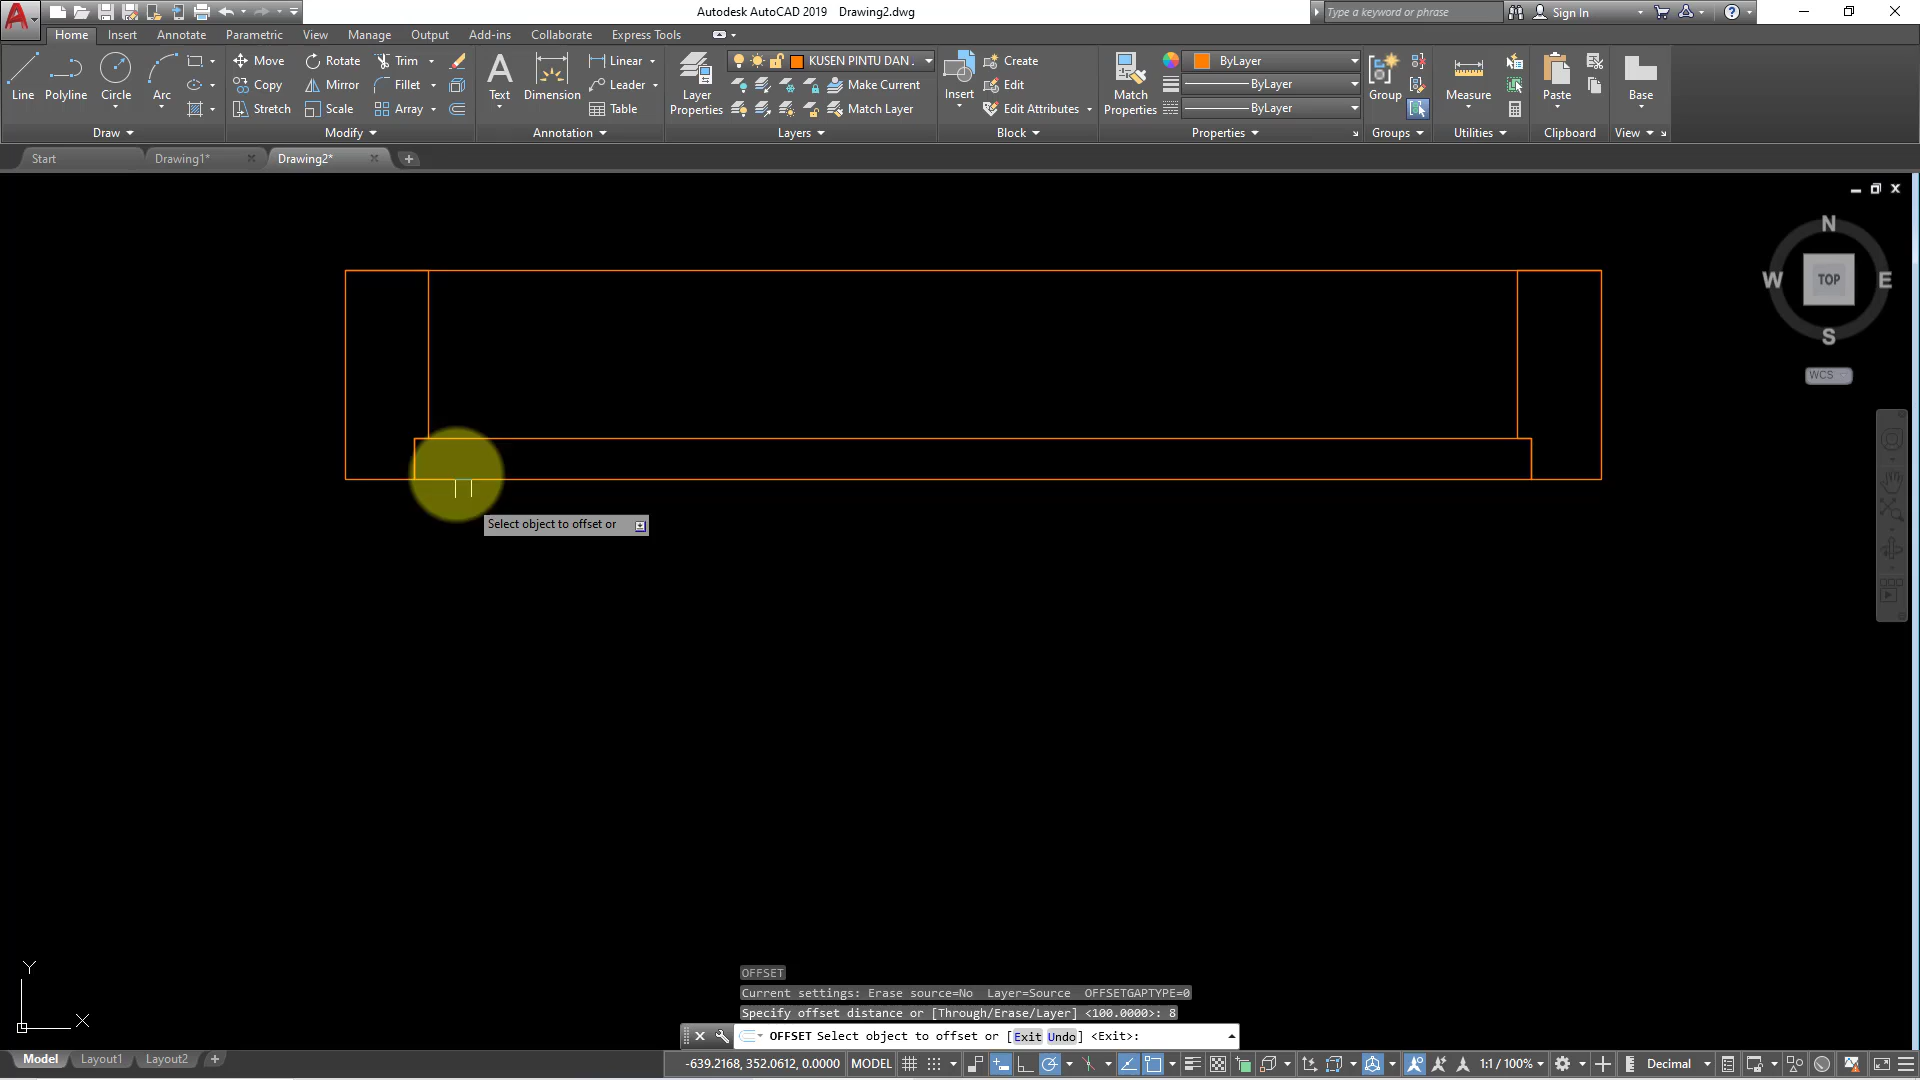 Autodesk AutoCAD 2019 Drawing2.dwg
Type a keyword or phrase
Sign In
Home Insert Annotate Parametric View Manage Output Add-ins Collaborate Express Tools
Line
Polyline
Circle
Arc
Draw
Move
Rotate
Trim
Copy
Mirror
Fillet
Stretch
Scale
Array
Modify
Text
Dimension
Linear
Leader
Table
Annotation
Layer Properties
KUSEN PINTU DAN .
Make Current
Match Layer
Layers
Insert
Create
Edit
Edit Attributes
Block
Match Properties
ByLayer
ByLayer
ByLayer
Properties
Group
Groups
Measure
Utilities
Paste
Clipboard
Base
View
Start
Drawing1*
Drawing2*
N
W
TOP
E
S
WCS
Select object to offset or
Y
X
OFFSET
Current settings: Erase source=No Layer=Source OFFSETGAPTYPE=0
Specify offset distance or [Through/Erase/Layer] <100.0000>: 8
OFFSET Select object to offset or [Exit Undo] <Exit>:
Model Layout1 Layout2
-639.2168, 352.0612, 0.0000 MODEL
1:1 / 100%
Decimal